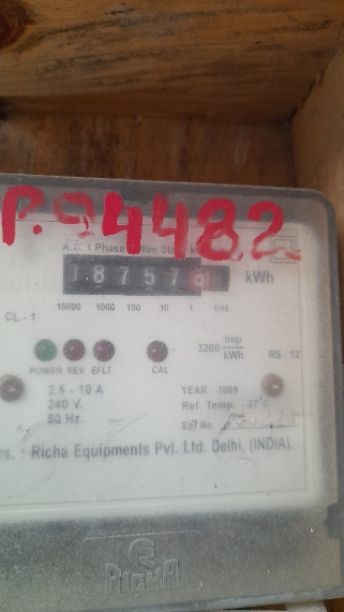 P.94482
A.C. 1 Phase
kWh
10000 1000 100 10 1 1/10
CL - 1
3200 Imp/kWh
RS : 12
POWER REV. EFLT CAL
2.5 - 10 A
240 V.
50 Hz.
YEAR :
Ref. Temp. - 27°C
rs. : Richa Equipments Pvt. Ltd. Delhi, (INDIA).
RICHA